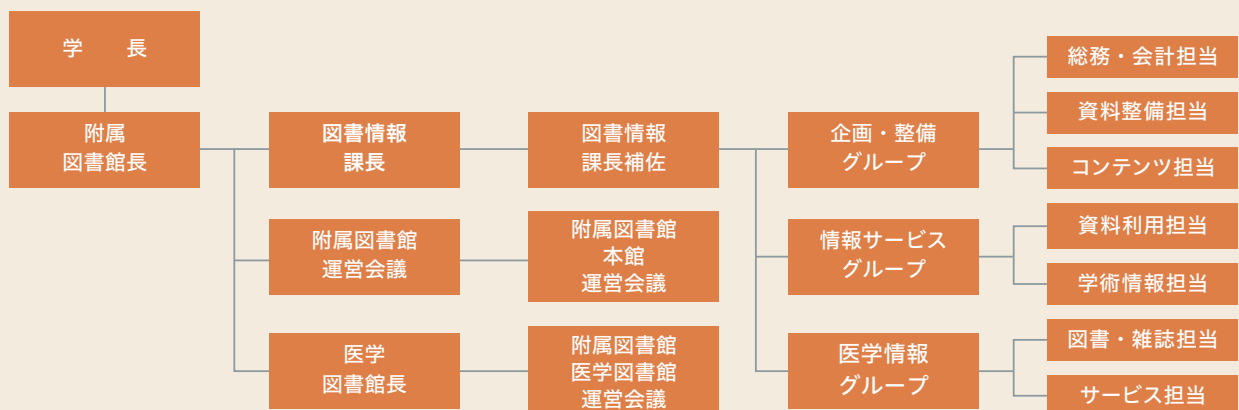 学　　長
附属
図書館長
図書情報
課長
附属図書館
運営会議
医学
図書館長
図書情報
課長補佐
附属図書館
本館
運営会議
附属図書館
医学図書館
運営会議
企画・整備
グループ
情報サービス
グループ
医学情報
グループ
総務・会計担当
資料整備担当
コンテンツ担当
資料利用担当
学術情報担当
図書・雑誌担当
サービス担当